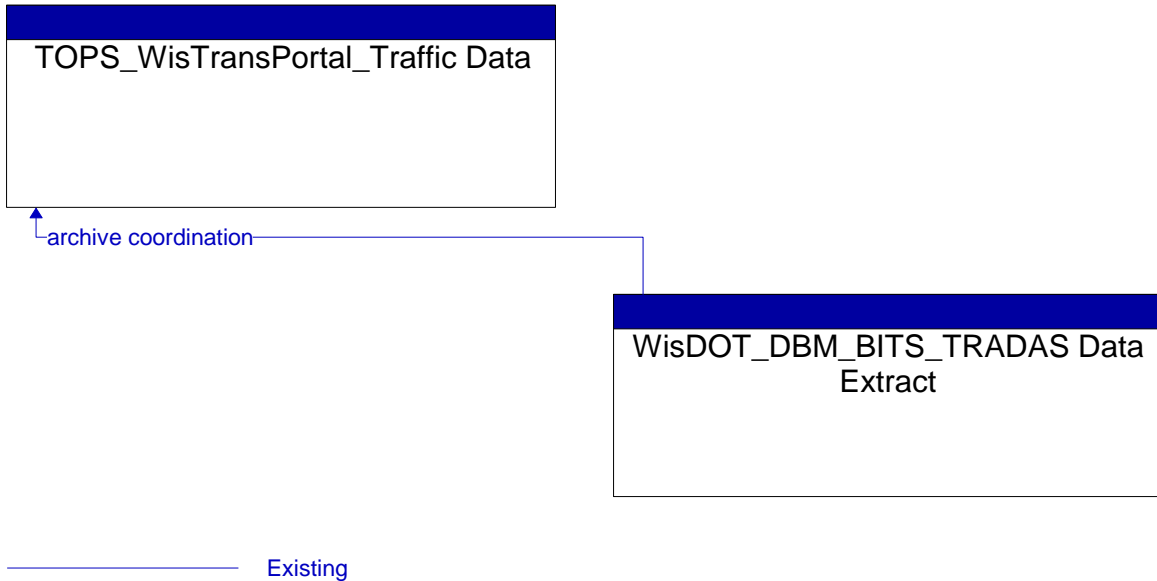 TOPS_WisTransPortal_Traffic Data
archive coordination
WisDOT_DBM_BITS_TRADAS Data
Extract
Existing